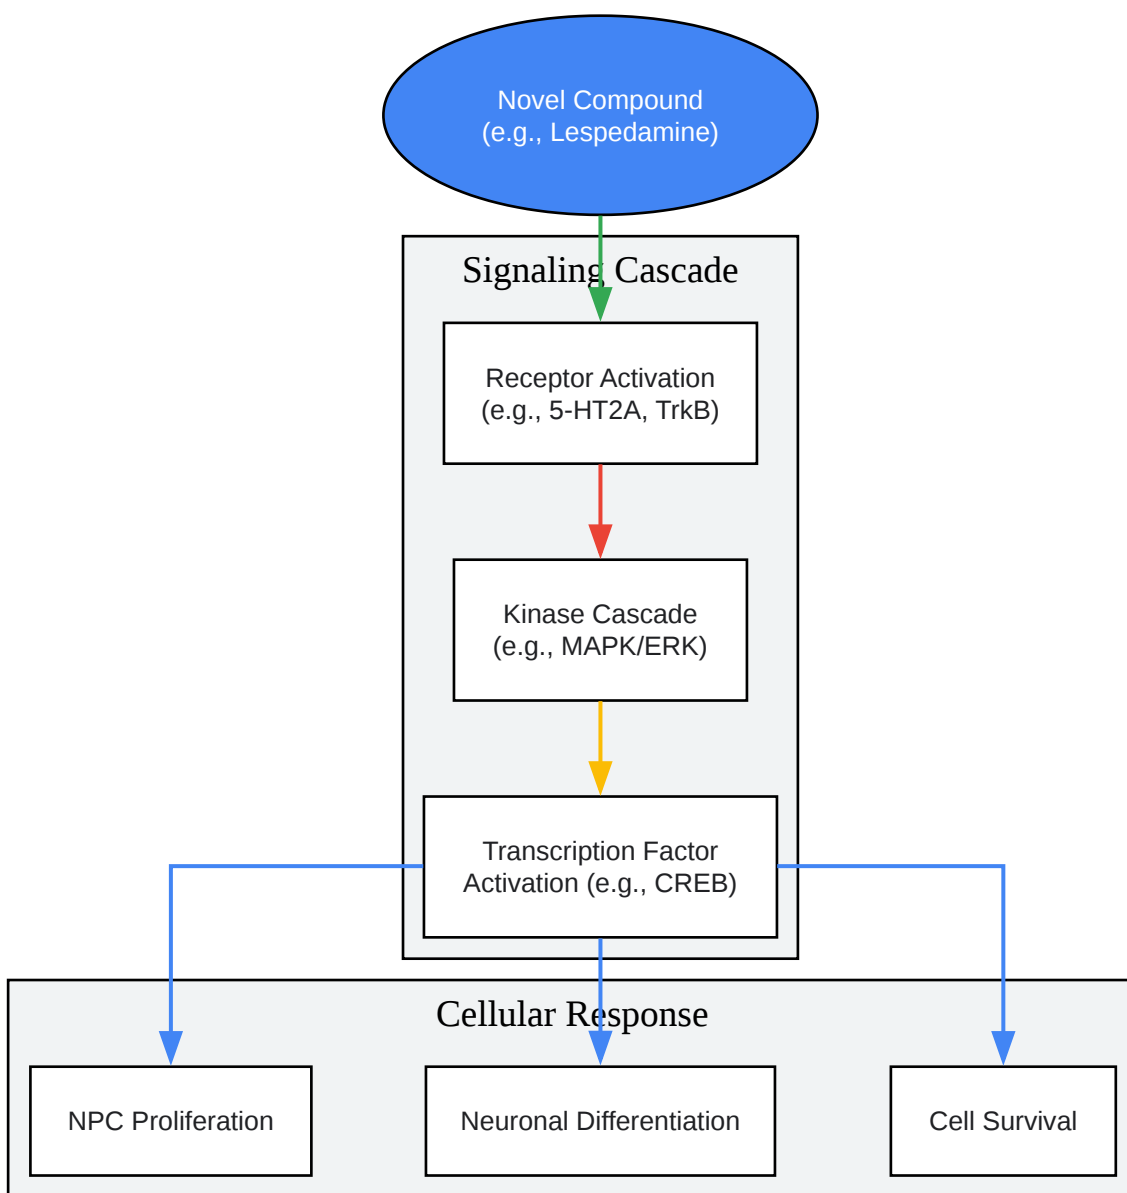 Novel Compound
(e.g., Lespedamine)
Signaling Cascade
Receptor Activation
(e.g., 5-HT2A, TrkB)
Kinase Cascade
(e.g., MAPK/ERK)
Transcription Factor
Activation (e.g., CREB)
Cellular Response
NPC Proliferation
Neuronal Differentiation
Cell Survival